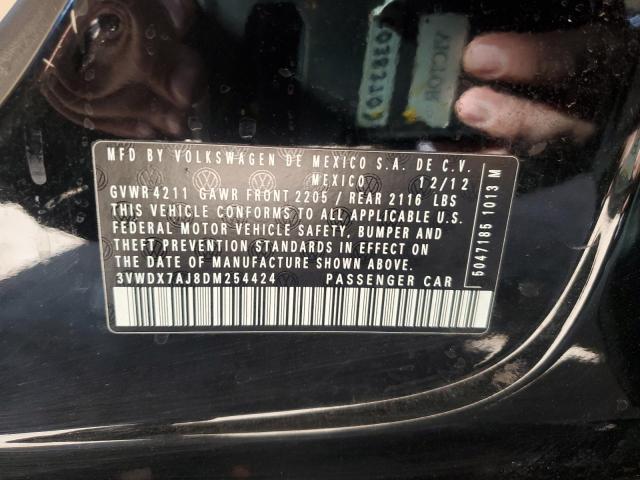 MFD BY VOLKSWAGEN DE MEXICO S.A. DE C.V.
MEXICO 12/12
GVWR 4211 GAWR FRONT 2205 / REAR 2116 LBS
THIS VEHICLE CONFORMS TO ALL APPLICABLE U.S.
FEDERAL MOTOR VEHICLE SAFETY, BUMPER AND
THEFT PREVENTION STANDARDS IN EFFECT ON
THE DATE OF MANUFACTURE SHOWN ABOVE.
3VWDX7AJ8DM254424 PASSENGER CAR
5047185 1013 M